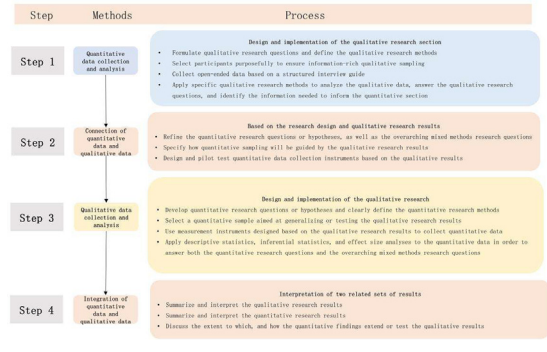 Step Methods Process
Step 1
Quantitative
data collection
and analysis
Design and implementation of the qualitative research section
• Formulate qualitative research questions and define the qualitative research methods
• Select participants purposefully to ensure information-rich qualitative sampling
• Collect open-ended data based on a structured interview guide
• Apply specific qualitative research methods to analyze the qualitative data, answer the qualitative research
questions, and identify the information needed to inform the quantitative section
Step 2
Connection of
quantitative
data and
qualitative data
Based on the research design and qualitative research results
• Refine the quantitative research questions or hypotheses, as well as the overarching mixed methods research questions
• Specify how quantitative sampling will be guided by the qualitative results
• Design and pilot test quantitative data collection instruments based on the qualitative results
Step 3
Qualitative data
collection and
analysis
Design and implementation of the qualitative research
• Develop quantitative research questions or hypotheses and clearly define the quantitative research methods
• Select a quantitative sample aimed at generalizing or testing the qualitative results
• Use measurement instruments designed based on the qualitative research results to collect quantitative data
• Apply descriptive statistics, inferential statistics, and effect size analyses to the quantitative data in order to
answer both the quantitative research questions and the overarching mixed methods research questions
Step 4
Integration of
quantitative
data and
qualitative data
Interpretation of two related sets of results
• Summarize and interpret the qualitative research results
• Summarize and interpret the qualitative research results
• Discuss the extent to which, and how the quantitative findings extend or test the qualitative results